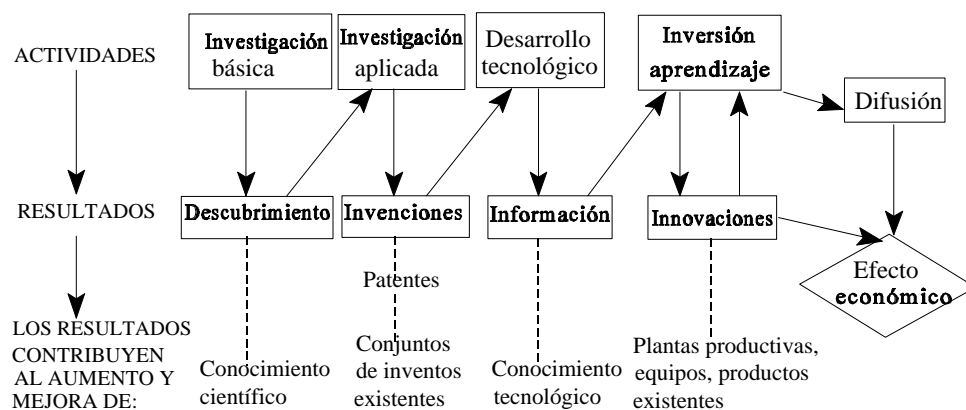 ACTIVIDADES
Investigación
básica
Investigación
aplicada
Desarrollo
tecnológico
Inversión
aprendizaje
Difusión
RESULTADOS
Descubrimiento
Invenciones
Información
Innovaciones
Efecto
económico
Patentes
LOS RESULTADOS
CONTRIBUYEN
AL AUMENTO Y
MEJORA DE:
Conocimiento
científico
Conjuntos
de inventos
existentes
Conocimiento
tecnológico
Plantas productivas,
equipos, productos
existentes